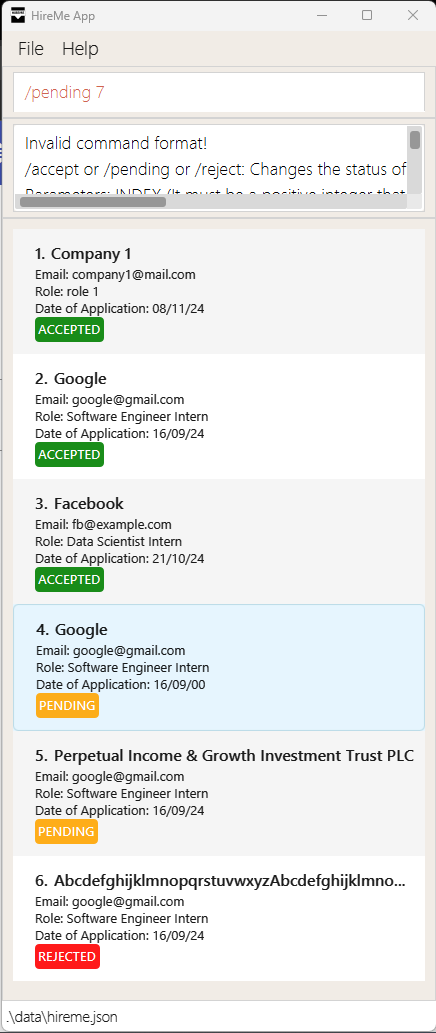 HireMe App
File Help
/pending 7
Invalid command format!
/accept or /pending or /reject: Changes the status of
Parameters: INDEX (It must be a positive integer that
1. Company 1
Email: company1@mail.com
Role: role 1
Date of Application: 08/11/24
ACCEPTED
2. Google
Email: google@gmail.com
Role: Software Engineer Intern
Date of Application: 16/09/24
ACCEPTED
3. Facebook
Email: fb@example.com
Role: Data Scientist Intern
Date of Application: 21/10/24
ACCEPTED
4. Google
Email: google@gmail.com
Role: Software Engineer Intern
Date of Application: 16/09/00
PENDING
5. Perpetual Income & Growth Investment Trust PLC
Email: google@gmail.com
Role: Software Engineer Intern
Date of Application: 16/09/24
PENDING
6. AbcdefghijklmnopqrstuvwxyzAbcdefghijklmno...
Email: google@gmail.com
Role: Software Engineer Intern
Date of Application: 16/09/24
REJECTED
.\data\hireme.json